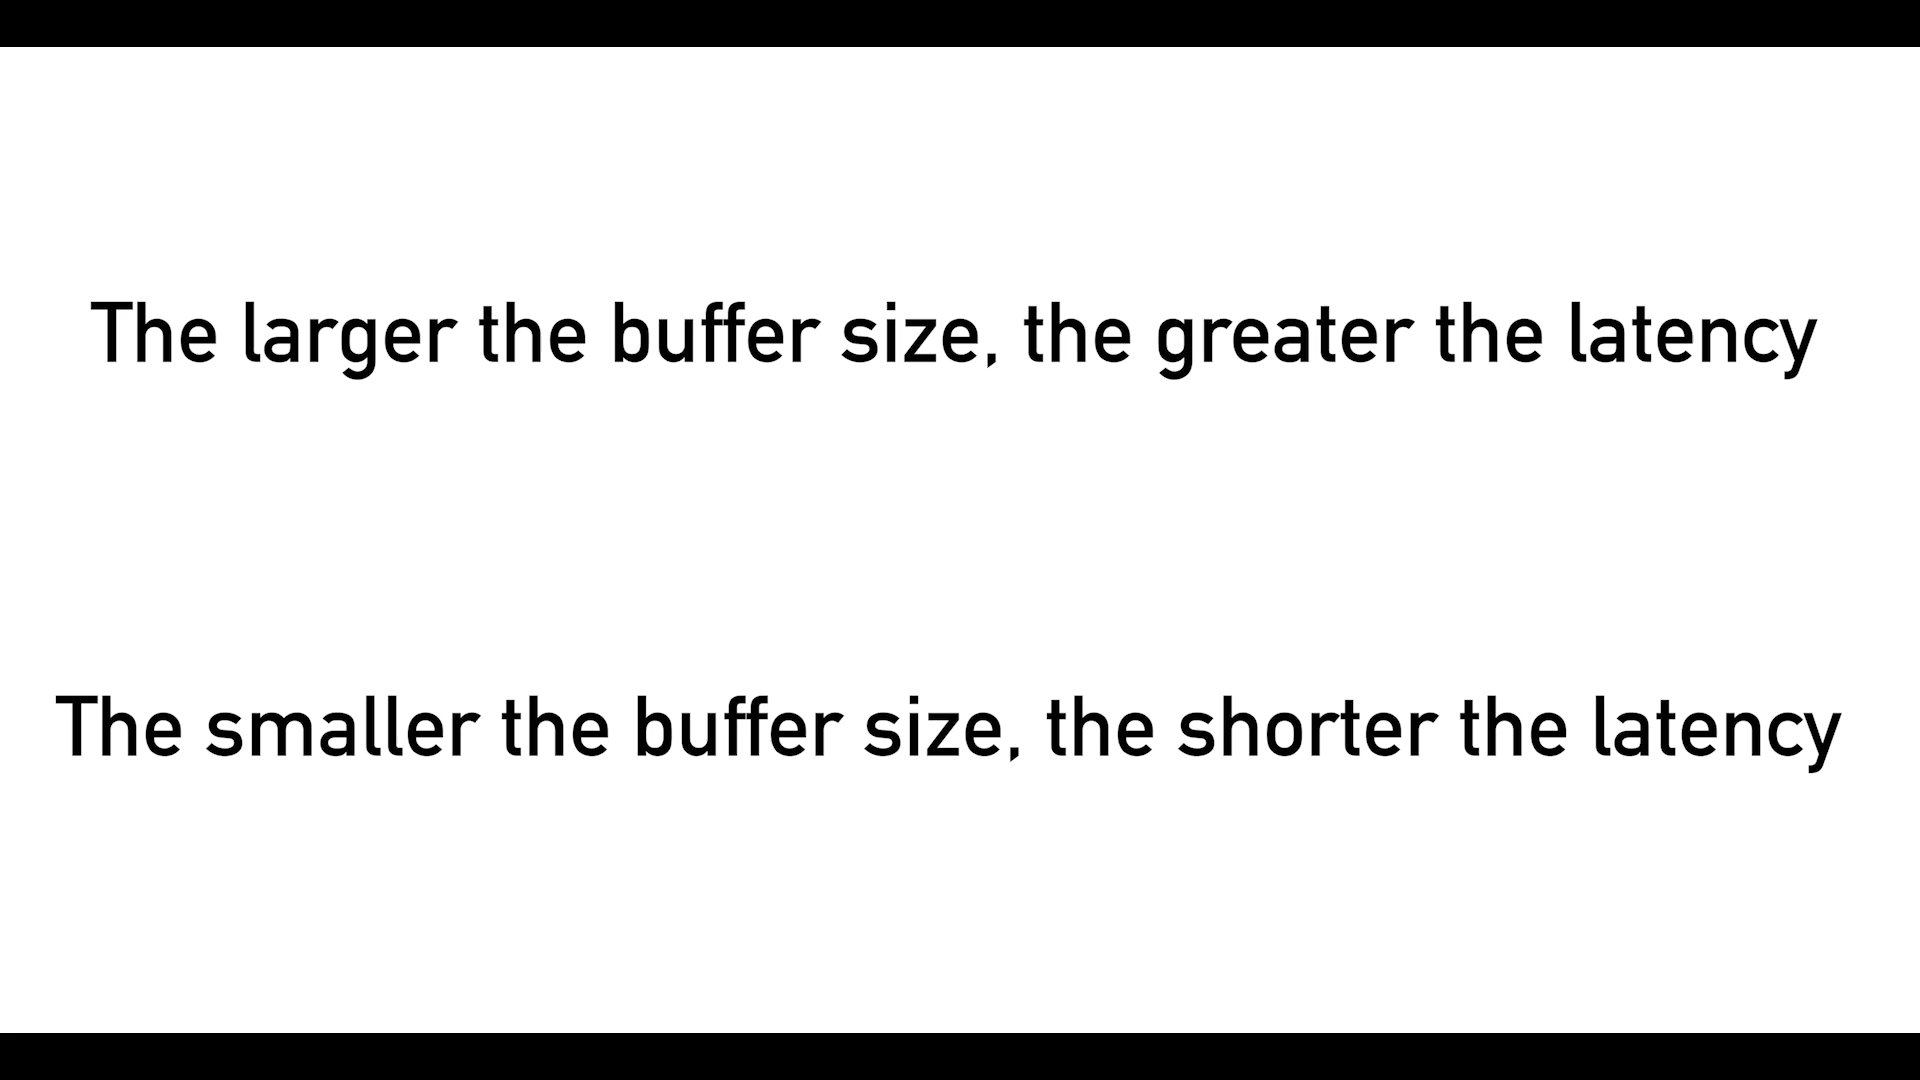 The larger the buffer size, the greater the latency
The smaller the buffer size, the shorter the latency